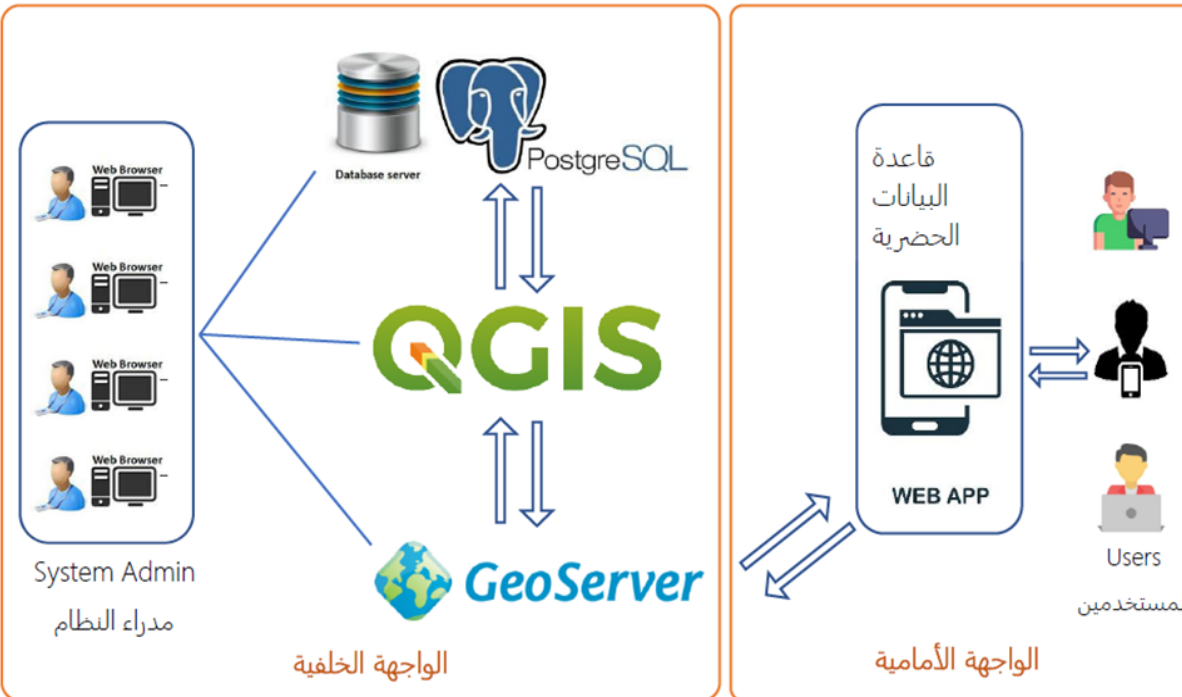 Database server
PostgreSQL
Web Browser
Web Browser
Web Browser
Web Browser
QGIS
GeoServer
System Admin
مدراء النظام
الواجهة الخلفية
قاعدة
البيانات
الحضرية
WEB APP
Users
لمستخدمين
الواجهة الأمامية